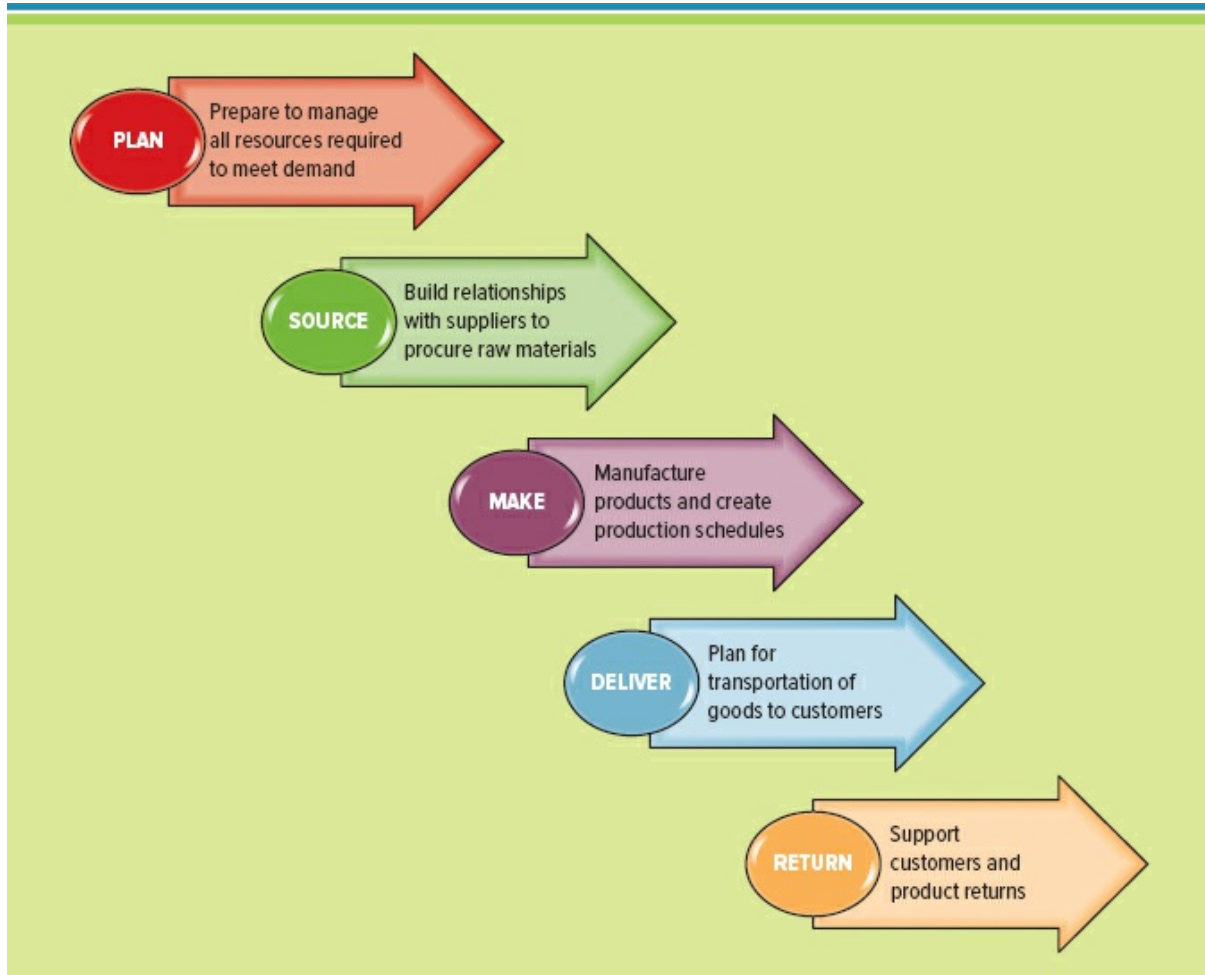 PLAN
Prepare to manage
all resources required
to meet demand
SOURCE
Build relationships
with suppliers to
procure raw materials
MAKE
Manufacture
products and create
production schedules
DELIVER
Plan for
transportation of
goods to customers
RETURN
Support
customers and
product returns